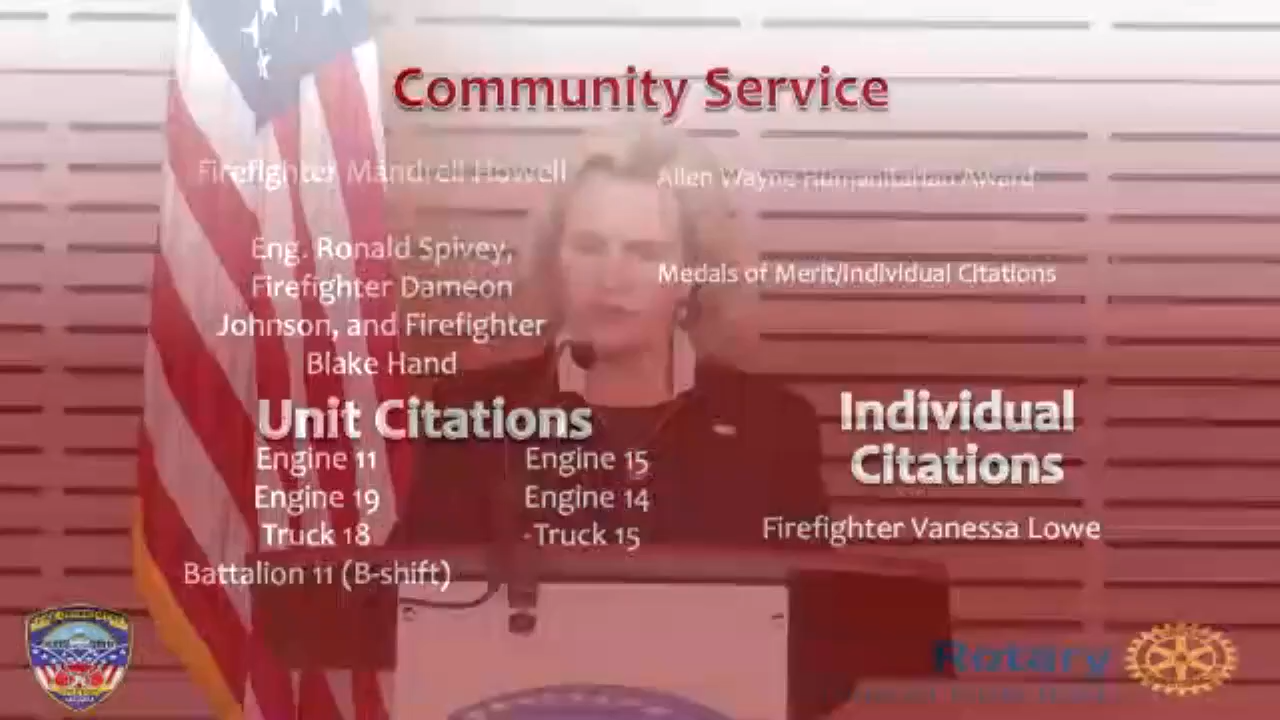 Community Service
Firefighter Mandrell Howell
Allen Wayne Humanitarian Award
Eng. Ronald Spivey,
Firefighter Dameon
Johnson, and Firefighter
Blake Hand
Medals of Merit/Individual Citations
Unit Citations
Engine 11
Engine 15
Engine 19
Engine 14
Truck 18
-Truck 15
Battalion 11 (B-shift)
Individual
Citations
Firefighter Vanessa Lowe
Rotary